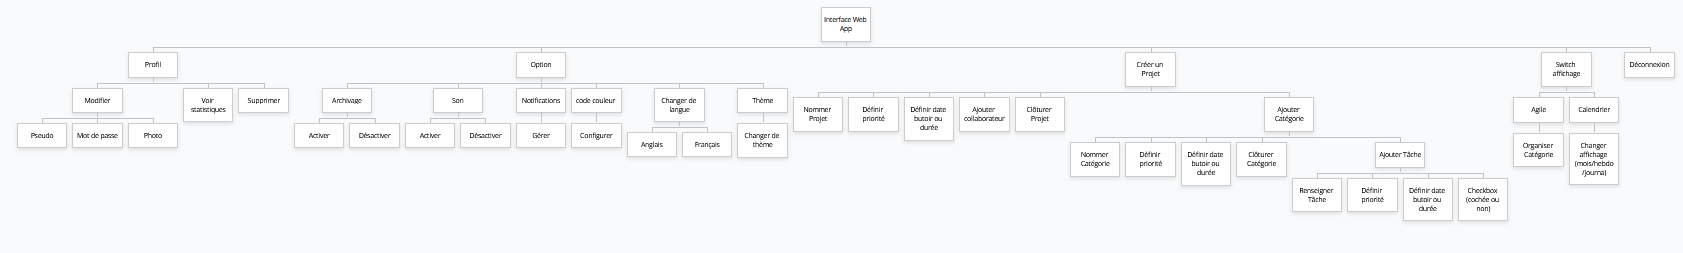 Interface Web
App
Profil
Option
Créer un
Projet
Switch
affichage
Déconnexion
Modifier
Voir
statistiques
Supprimer
Archivage
Son
Notifications
code couleur
Changer de
langue
Thème
Nommer
Projet
Définir
priorité
Définir date
butoir ou
durée
Ajouter
collaborateur
Clôturer
Projet
Ajouter
Catégorie
Agile
Calendrier
Pseudo
Mot de passe
Photo
Activer
Désactiver
Activer
Désactiver
Gérer
Configurer
Anglais
Français
Changer de
thème
Nommer
Catégorie
Définir
priorité
Définir date
butoir ou
durée
Clôturer
Catégorie
Ajouter Tâche
Organiser
Catégorie
Changer
affichage
(mois/hebdo
/journa)
Renseigner
Tâche
Définir
priorité
Définir date
butoir ou
durée
Checkbox
(cochée ou
non)